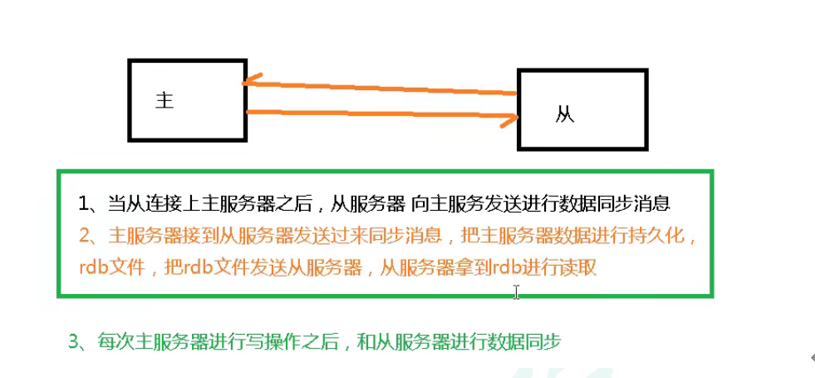 主
从
1、当从连接上主服务器之后，从服务器 向主服务发送进行数据同步消息
2、主服务器接到从服务器发送过来同步消息，把主服务器数据进行持久化，
rdb文件，把rdb文件发送从服务器，从服务器拿到rdb进行读取
3、每次主服务器进行写操作之后，和从服务器进行数据同步